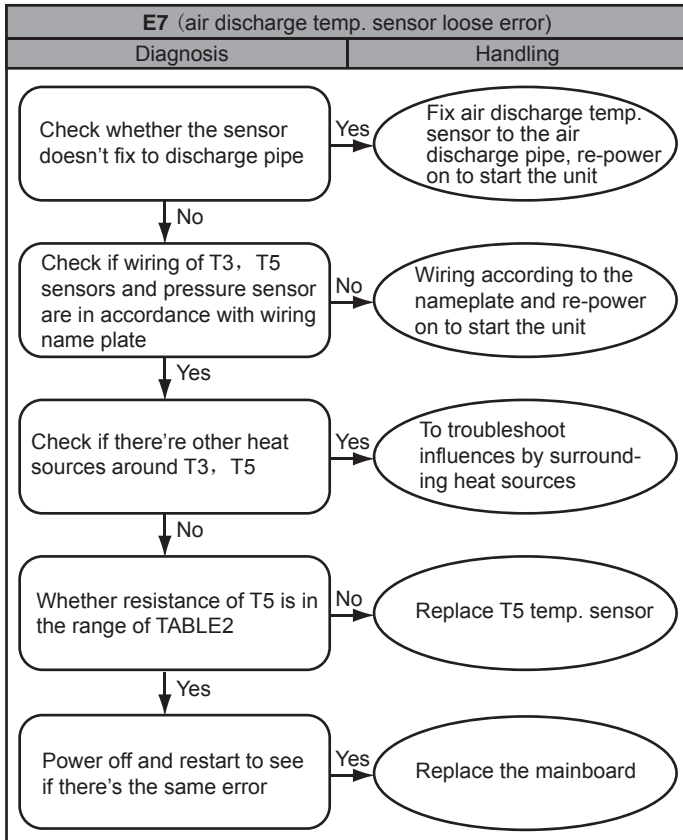 E7（air discharge temp. sensor loose error)
Diagnosis
Handling
Check whether the sensor
doesn't fix to discharge pipe
Yes
Fix air discharge temp.
sensor to the air
discharge pipe, re-power
on to start the unit
No
Check if wiring of T3，T5
sensors and pressure sensor
are in accordance with wiring
name plate
No
Wiring according to the
nameplate and re-power
on to start the unit
Yes
Check if there're other heat
sources around T3，T5
Yes
To troubleshoot
influences by surround-
ing heat sources
No
Whether resistance of T5 is in
the range of TABLE2
No
Replace T5 temp. sensor
Yes
Power off and restart to see
if there's the same error
Yes
Replace the mainboard